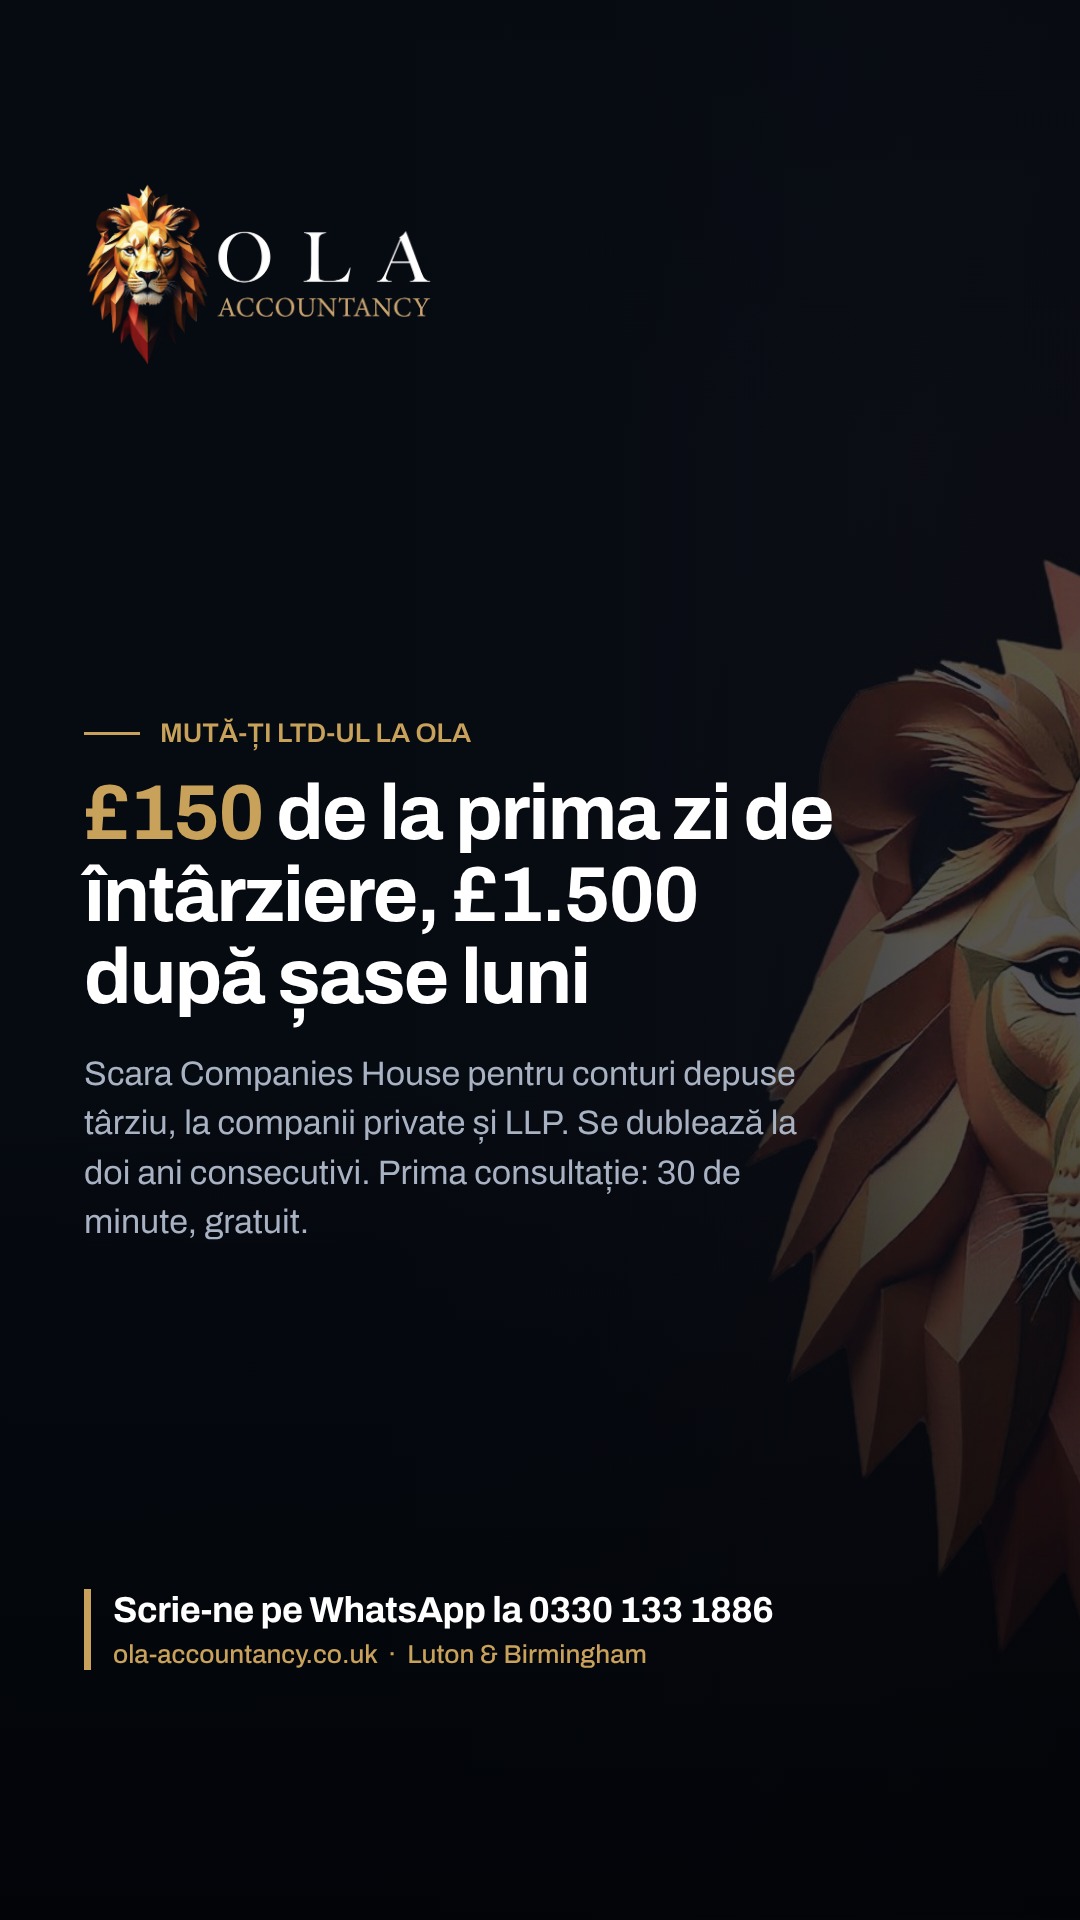 OLA
ACCOUNTANCY
MUTĂ-ȚI LTD-UL LA OLA
£150 de la prima zi de
întârziere, £1.500
după șase luni
Scara Companies House pentru conturi depuse
târziu, la companii private și LLP. Se dublează la
doi ani consecutivi. Prima consultație: 30 de
minute, gratuit.
Scrie-ne pe WhatsApp la 0330 133 1886
ola-accountancy.co.uk · Luton & Birmingham